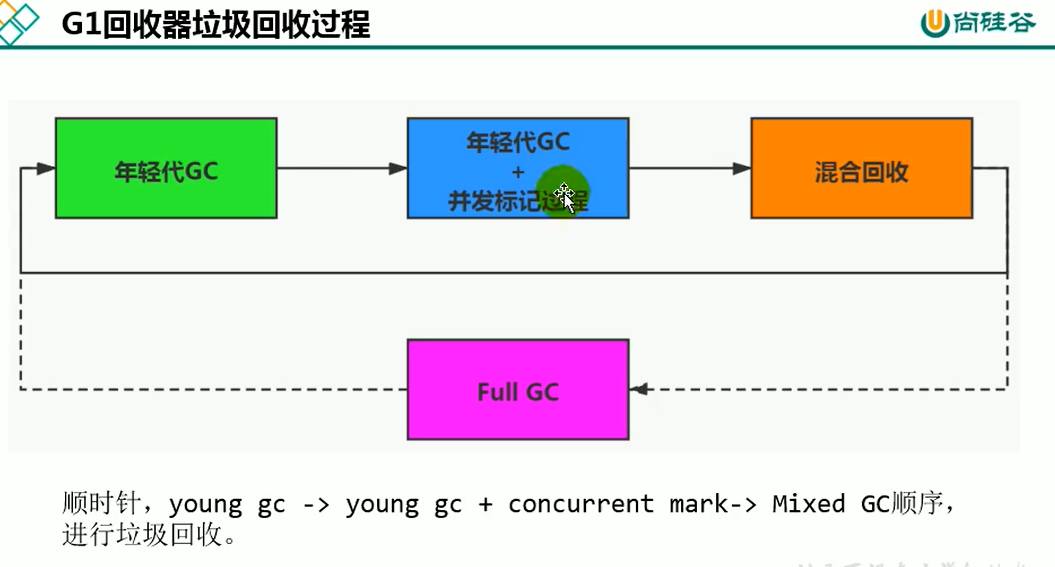 G1回收器垃圾回收过程
尚硅谷
年轻代GC
年轻代GC
+
并发标记过程
混合回收
Full GC
顺时针，young gc -> young gc + concurrent mark-> Mixed GC顺序，
进行垃圾回收。